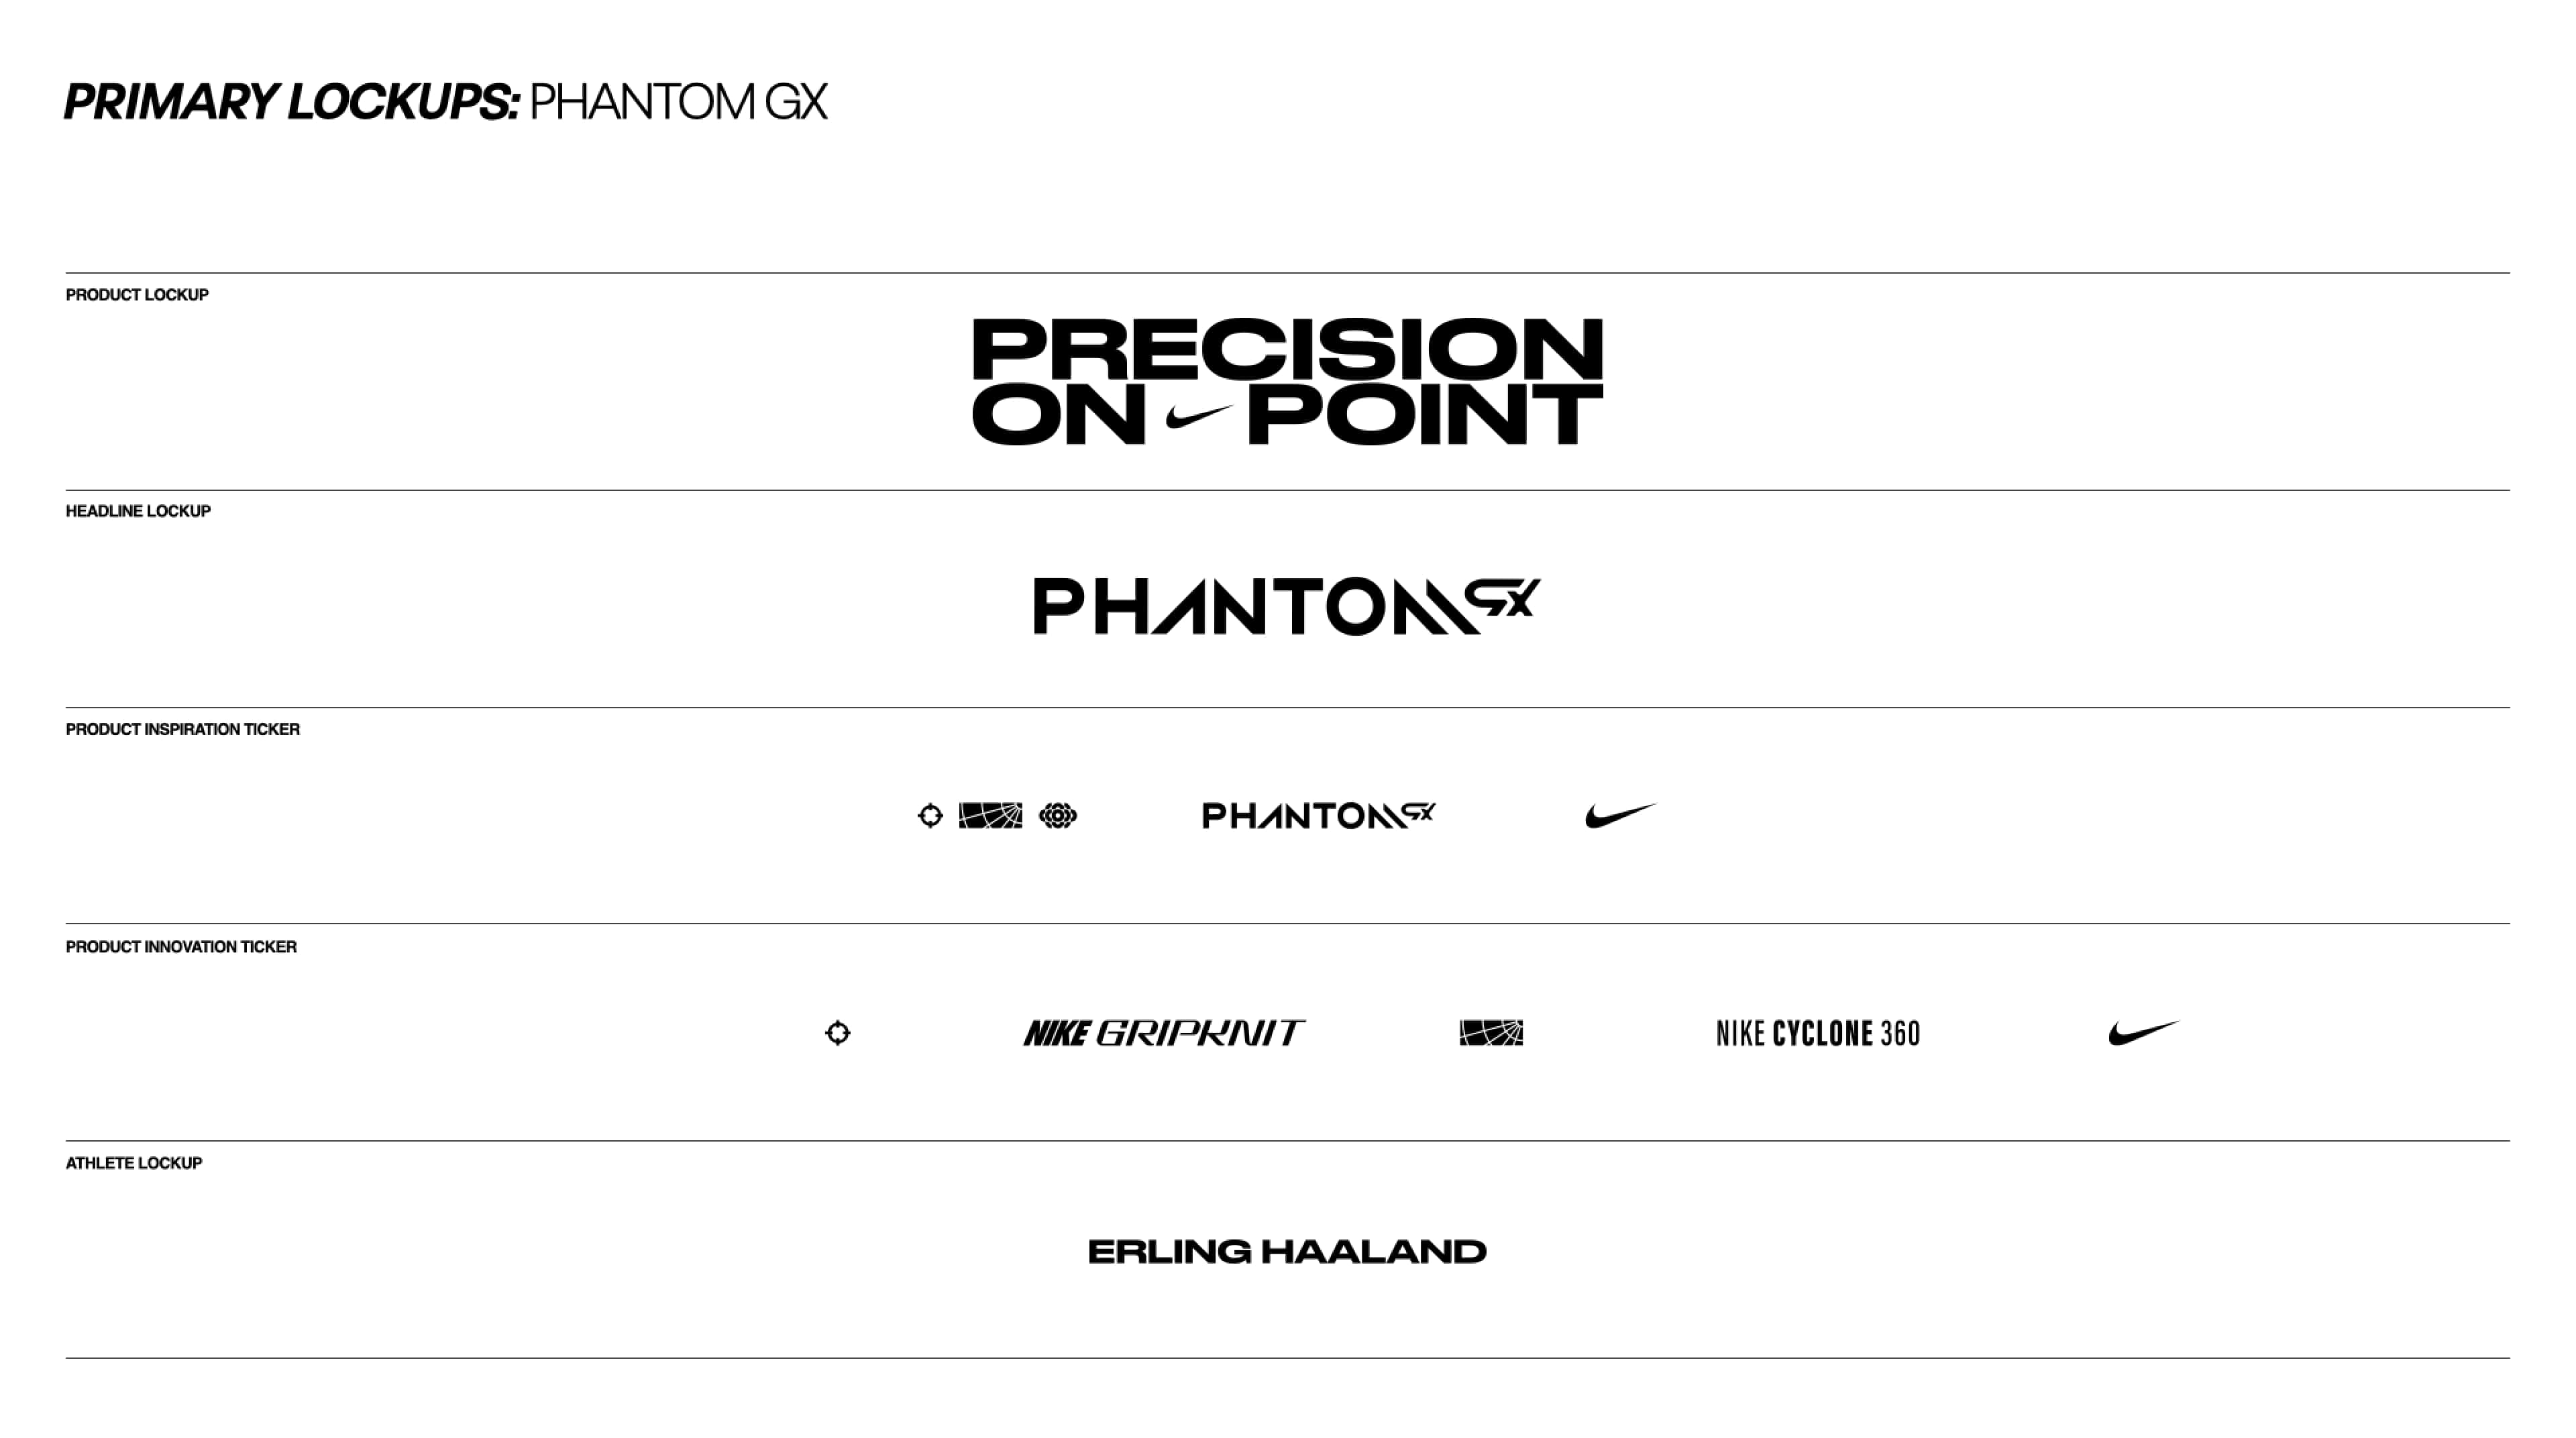 PRIMARY LOCKUPS: PHANTOM GX
PRODUCT LOCKUP
PRECISION
ON POINT
HEADLINE LOCKUP
PHANTOM GX
PRODUCT INSPIRATION TICKER
PHANTOM GX
PRODUCT INNOVATION TICKER
NIKE GRIPKNIT NIKE CYCLONE 360
ATHLETE LOCKUP
ERLING HAALAND